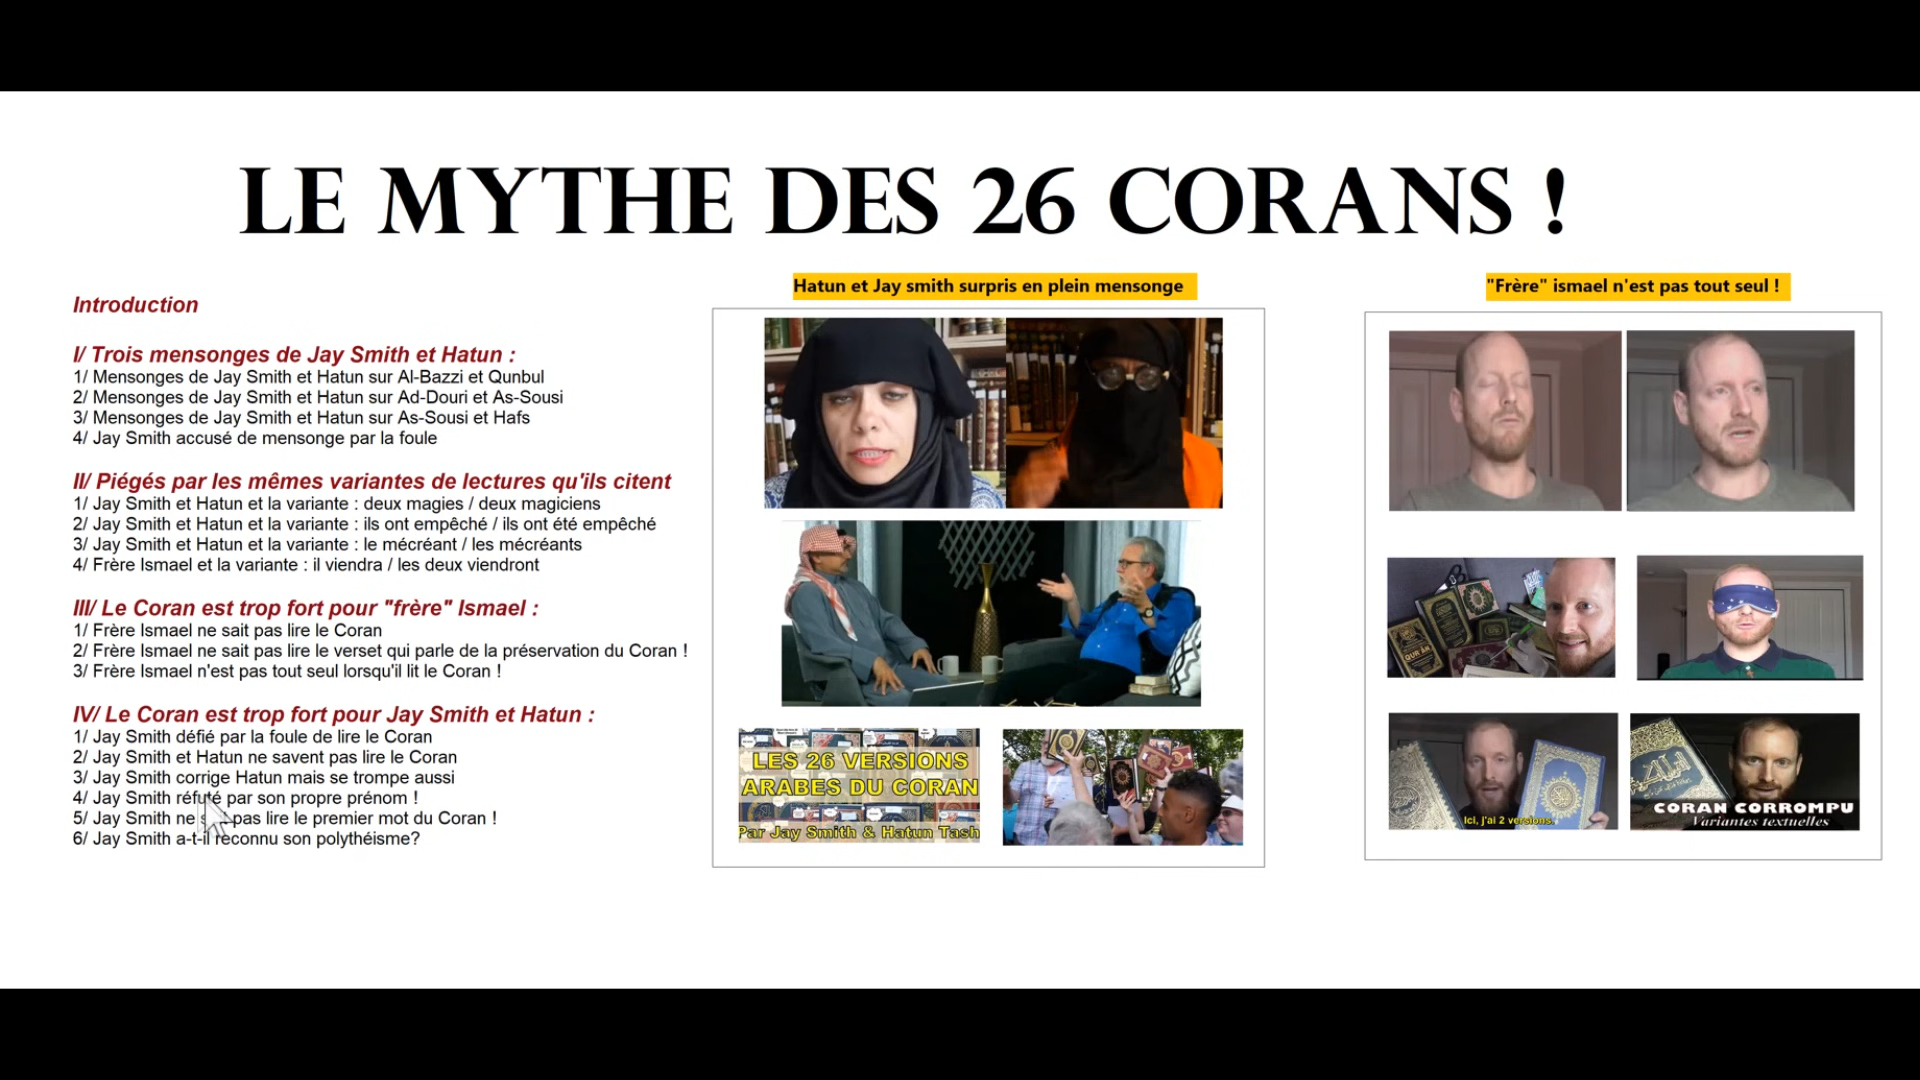 LE MYTHE DES 26 CORANS !
Introduction
I/ Trois mensonges de Jay Smith et Hatun :
1/ Mensonges de Jay Smith et Hatun sur Al-Bazzi et Qunbul
2/ Mensonges de Jay Smith et Hatun sur Ad-Douri et As-Sousi
3/ Mensonges de Jay Smith et Hatun sur As-Sousi et Hafs
4/ Jay Smith accusé de mensonge par la foule
II/ Piégés par les mêmes variantes de lectures qu'ils citent
1/ Jay Smith et Hatun et la variante : deux magies / deux magiciens
2/ Jay Smith et Hatun et la variante : ils ont empêché / ils ont été empêché
3/ Jay Smith et Hatun et la variante : le mécréant / les mécréants
4/ Frère Ismael et la variante : il viendra / les deux viendront
III/ Le Coran est trop fort pour "frère" Ismael :
1/ Frère Ismael ne sait pas lire le Coran
2/ Frère Ismael ne sait pas lire le verset qui parle de la préservation du Coran !
3/ Frère Ismael n'est pas tout seul lorsqu'il lit le Coran !
IV/ Le Coran est trop fort pour Jay Smith et Hatun :
1/ Jay Smith défié par la foule de lire le Coran
2/ Jay Smith et Hatun ne savent pas lire le Coran
3/ Jay Smith corrige Hatun mais se trompe aussi
4/ Jay Smith réfuté par son propre prénom !
5/ Jay Smith ne sait pas lire le premier mot du Coran !
6/ Jay Smith a-t-il reconnu son polythéisme?
Hatun et Jay smith surpris en plein mensonge
LES 26 VERSIONS
ARABES DU CORAN
Par Jay Smith & Hatun Tash
"Frère" ismael n'est pas tout seul !
QUR'AN
Ici, j'ai 2 versions.
CORAN CORROMPU
Variantes textuelles